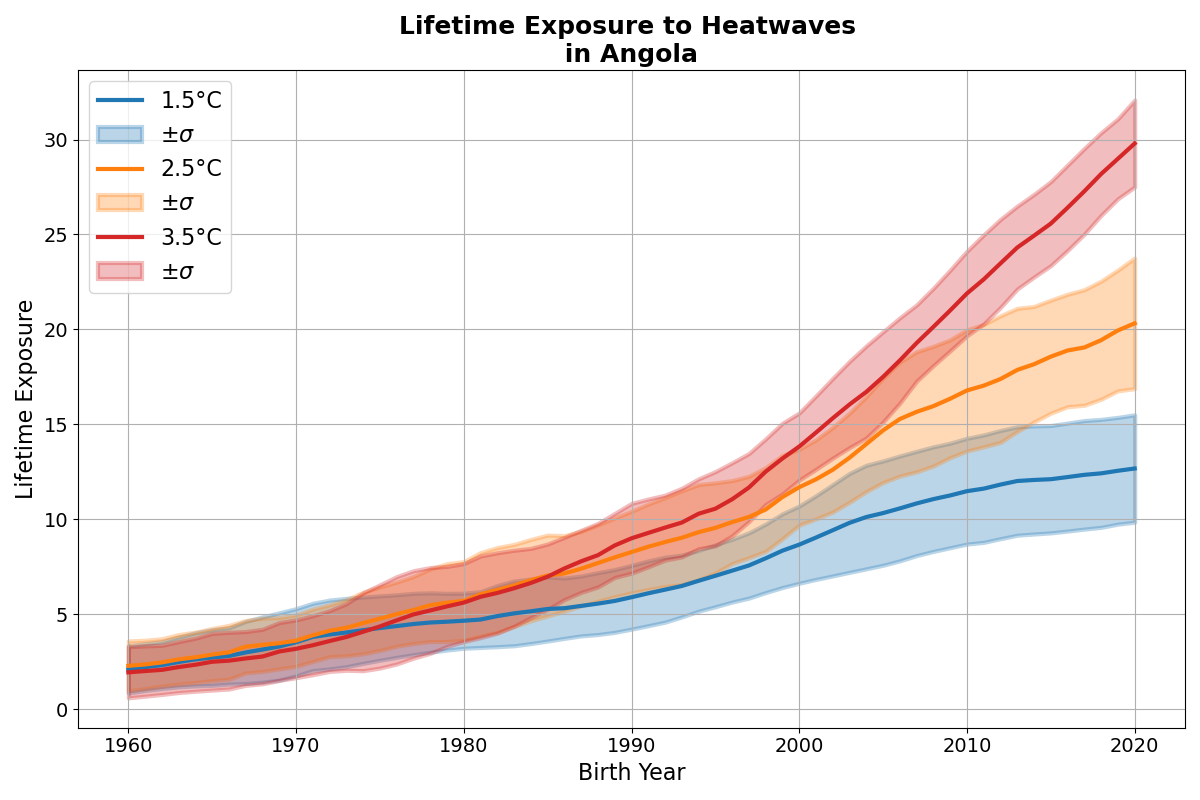 Lifetime Exposure to Heatwaves
in Angola
1.5°C
±σ
2.5°C
±σ
3.5°C
±σ
Lifetime Exposure
30
25
20
15
10
5
0
1960 1970 1980 1990 2000 2010 2020
Birth Year